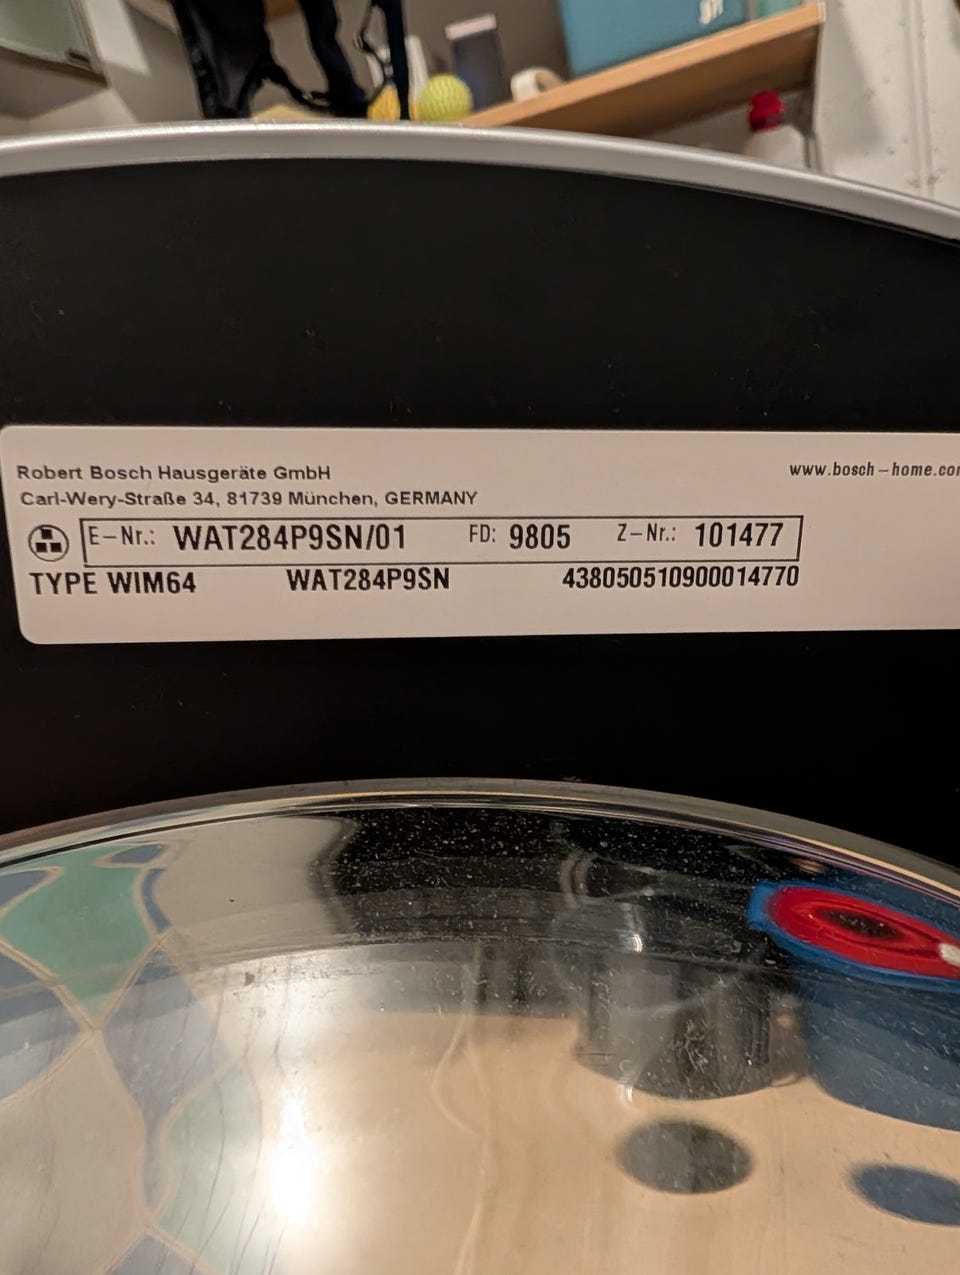 Robert Bosch Hausgeräte GmbH
www.bosch-home.com
Carl-Wery-Straße 34, 81739 München, GERMANY
E-Nr.: WAT284P9SN/01 FD: 9805 Z-Nr.: 101477
TYPE WIM64 WAT284P9SN 438050510900014770